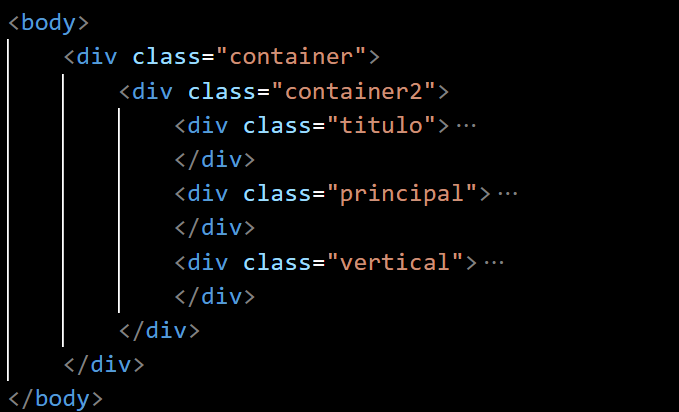 <body>
<div class="container">
<div class="container2">
<div class="titulo">···
</div>
<div class="principal">···
</div>
<div class="vertical">···
</div>
</div>
</div>
</body>